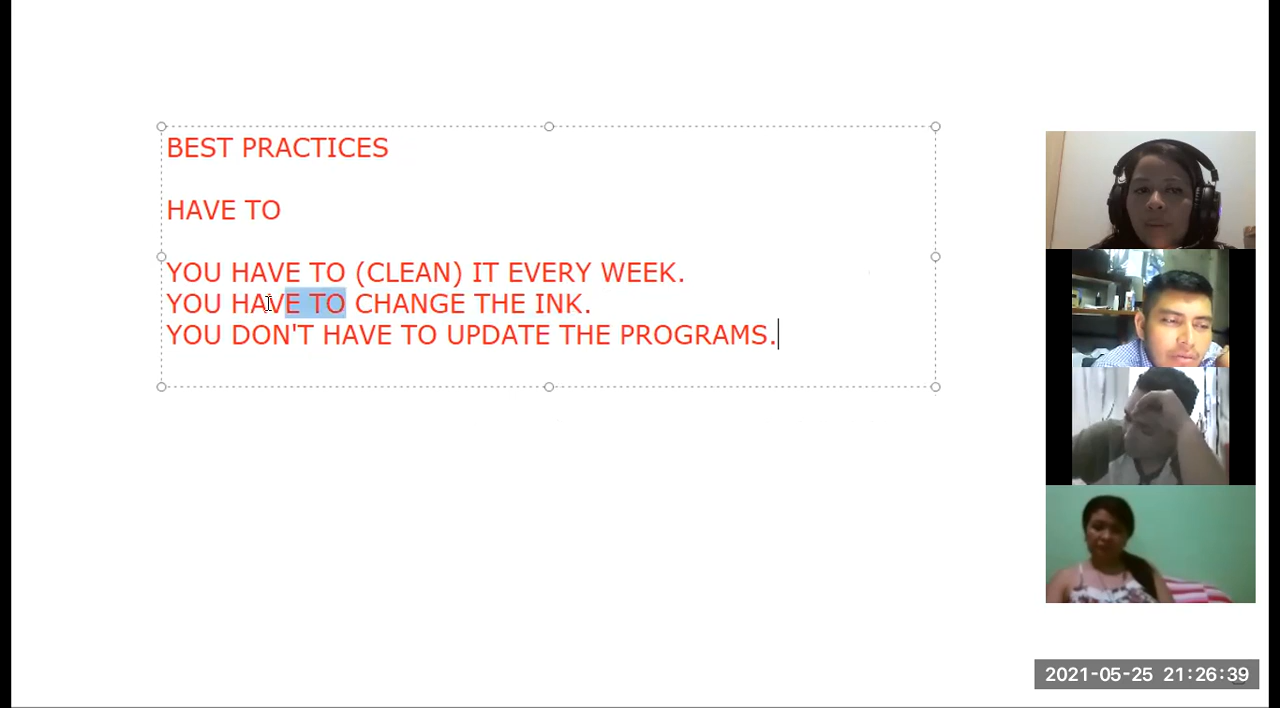 BEST PRACTICES
HAVE TO
YOU HAVE TO (CLEAN) IT EVERY WEEK.
YOU HAVE TO CHANGE THE INK.
YOU DON'T HAVE TO UPDATE THE PROGRAMS.
2021-05-25 21:26:39